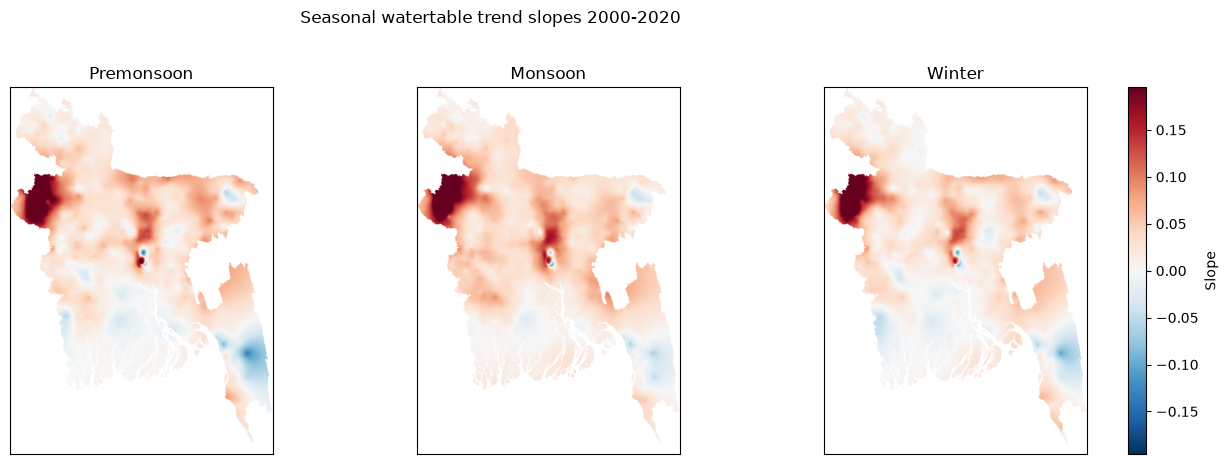 Seasonal watertable trend slopes 2000-2020
Premonsoon
Monsoon
Winter
0.15
0.10
0.05
0.00
−0.05
−0.10
−0.15
Slope